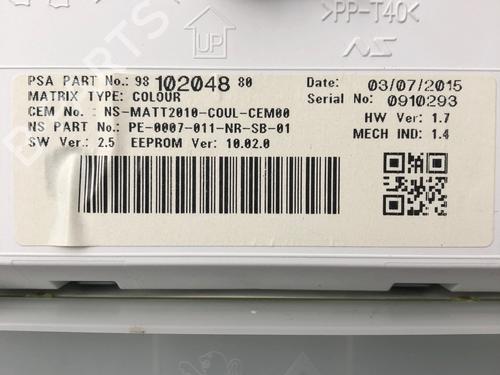 >PP-T40<
UP
PSA PART No.: 98 102048 80
MATRIX TYPE: COLOUR
CEM No.: NS-MATT2010-COUL-CEM00
NS PART No.: PE-0007-011-NR-SB-01
SW Ver.: 2.5 EEPROM Ver: 10.02.0
Date: 03/07/2015
Serial No: 0910293
HW Ver: 1.7
MECH IND: 1.4